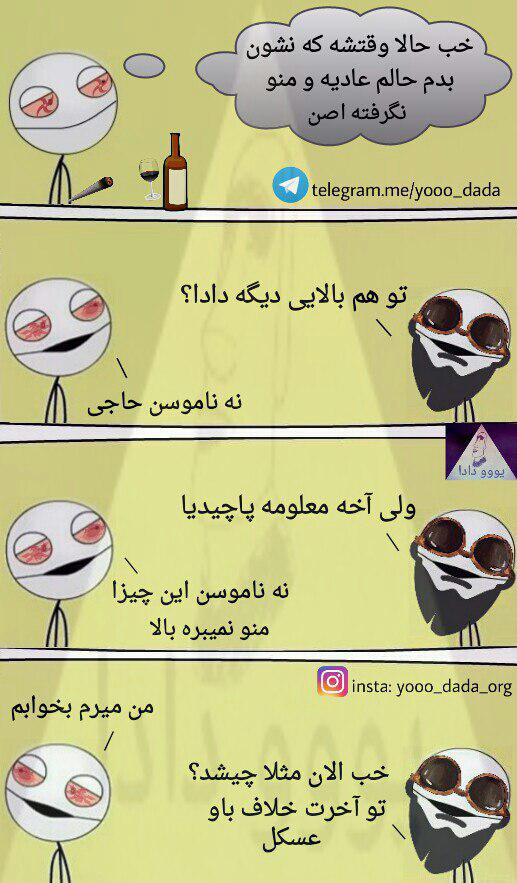 خب حالا وقتشه که نشون
بدم حالم عادیه و منو
نگرفته اصن
telegram.me/yooo_dada
تو هم بالایی دیگه دادا؟
نه ناموسن حاجی
یووو دادا
ولی آخه معلومه پاچیدیا
نه ناموسن این چیزا
منو نمیبره بالا
insta: yooo_dada_org
من میرم بخوابم
خب الان مثلا چیشد؟
تو آخرت خلاف باو
عسکل
یووو دادا